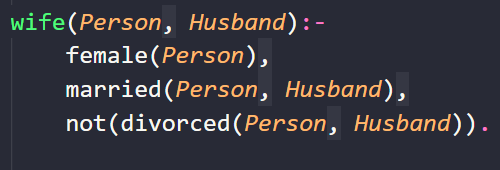 wife(Person, Husband):-
female(Person),
married(Person, Husband),
not(divorced(Person, Husband)).